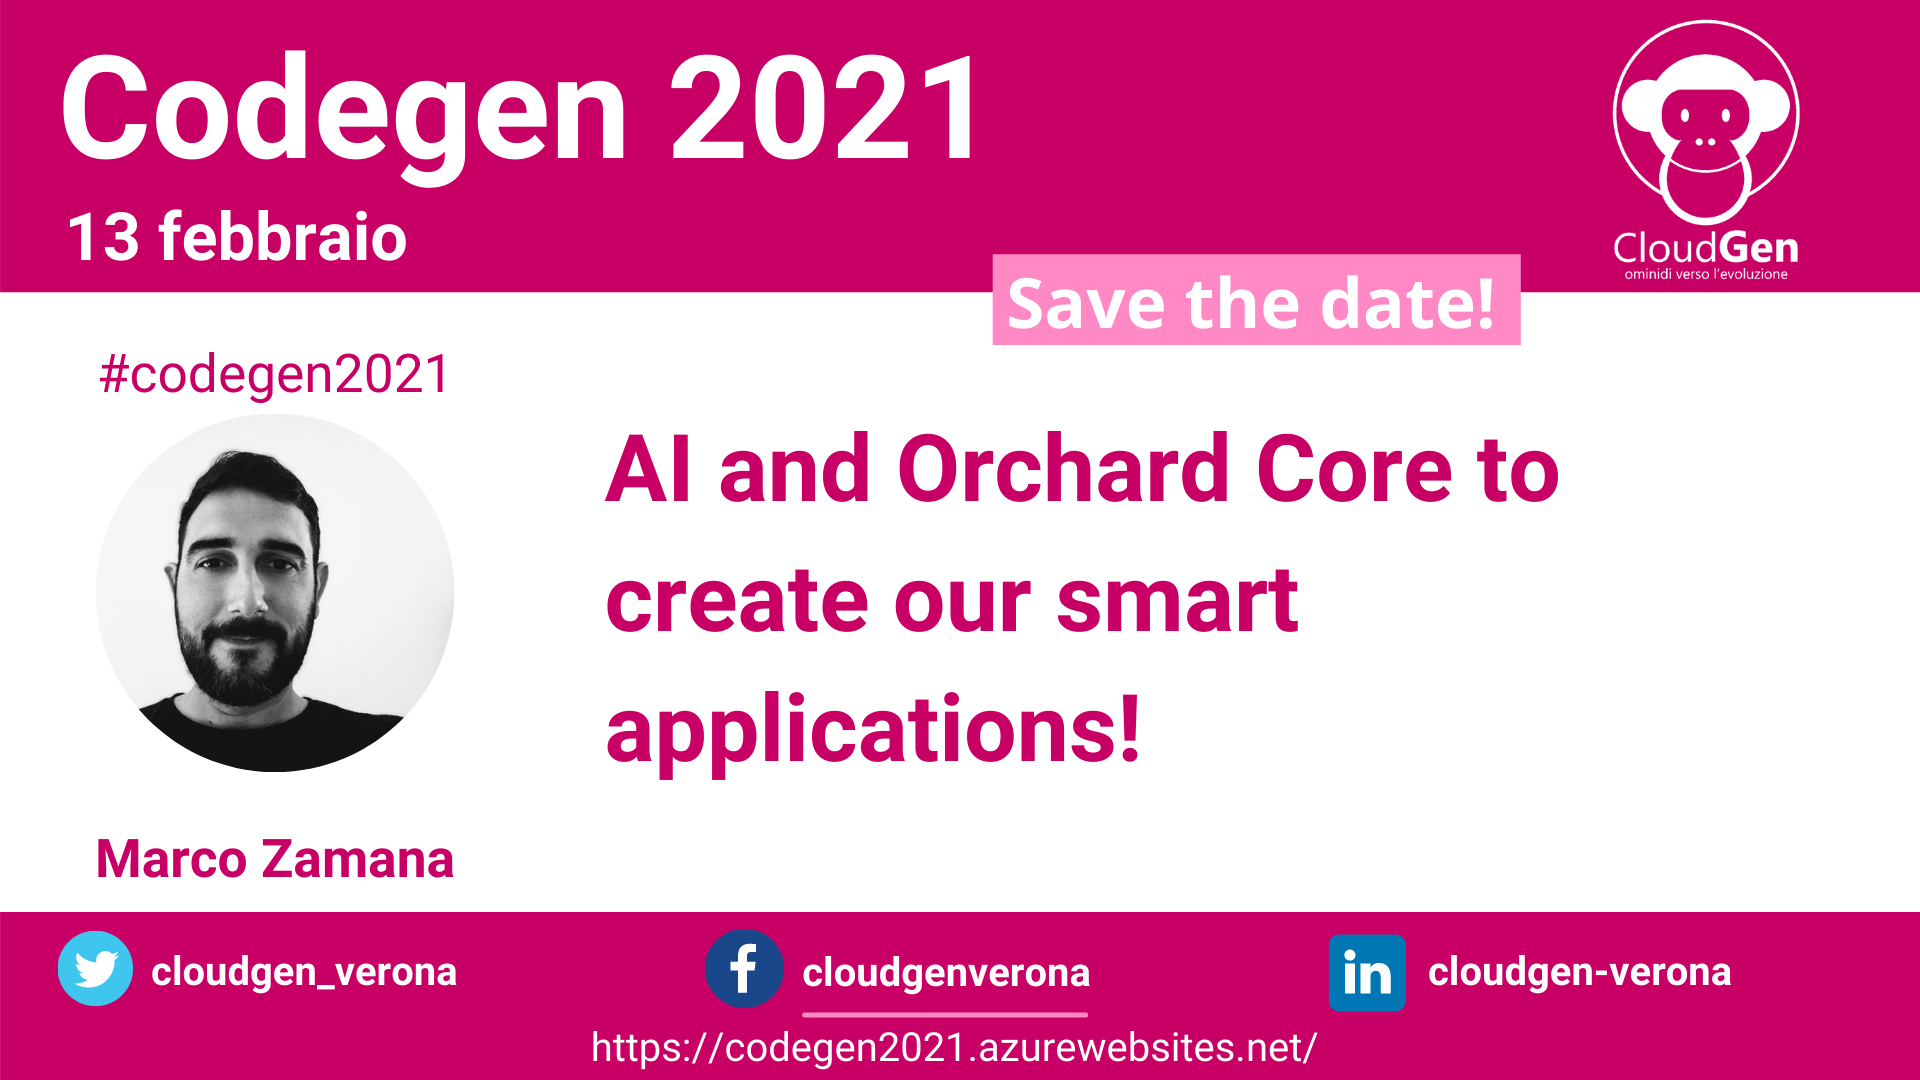 Codegen 2021
13 febbraio
CloudGen
ominidi verso l'evoluzione
Save the date!
#codegen2021
AI and Orchard Core to
create our smart
applications!
Marco Zamana
cloudgen_verona
f cloudgenverona
in cloudgen-verona
https://codegen2021.azurewebsites.net/